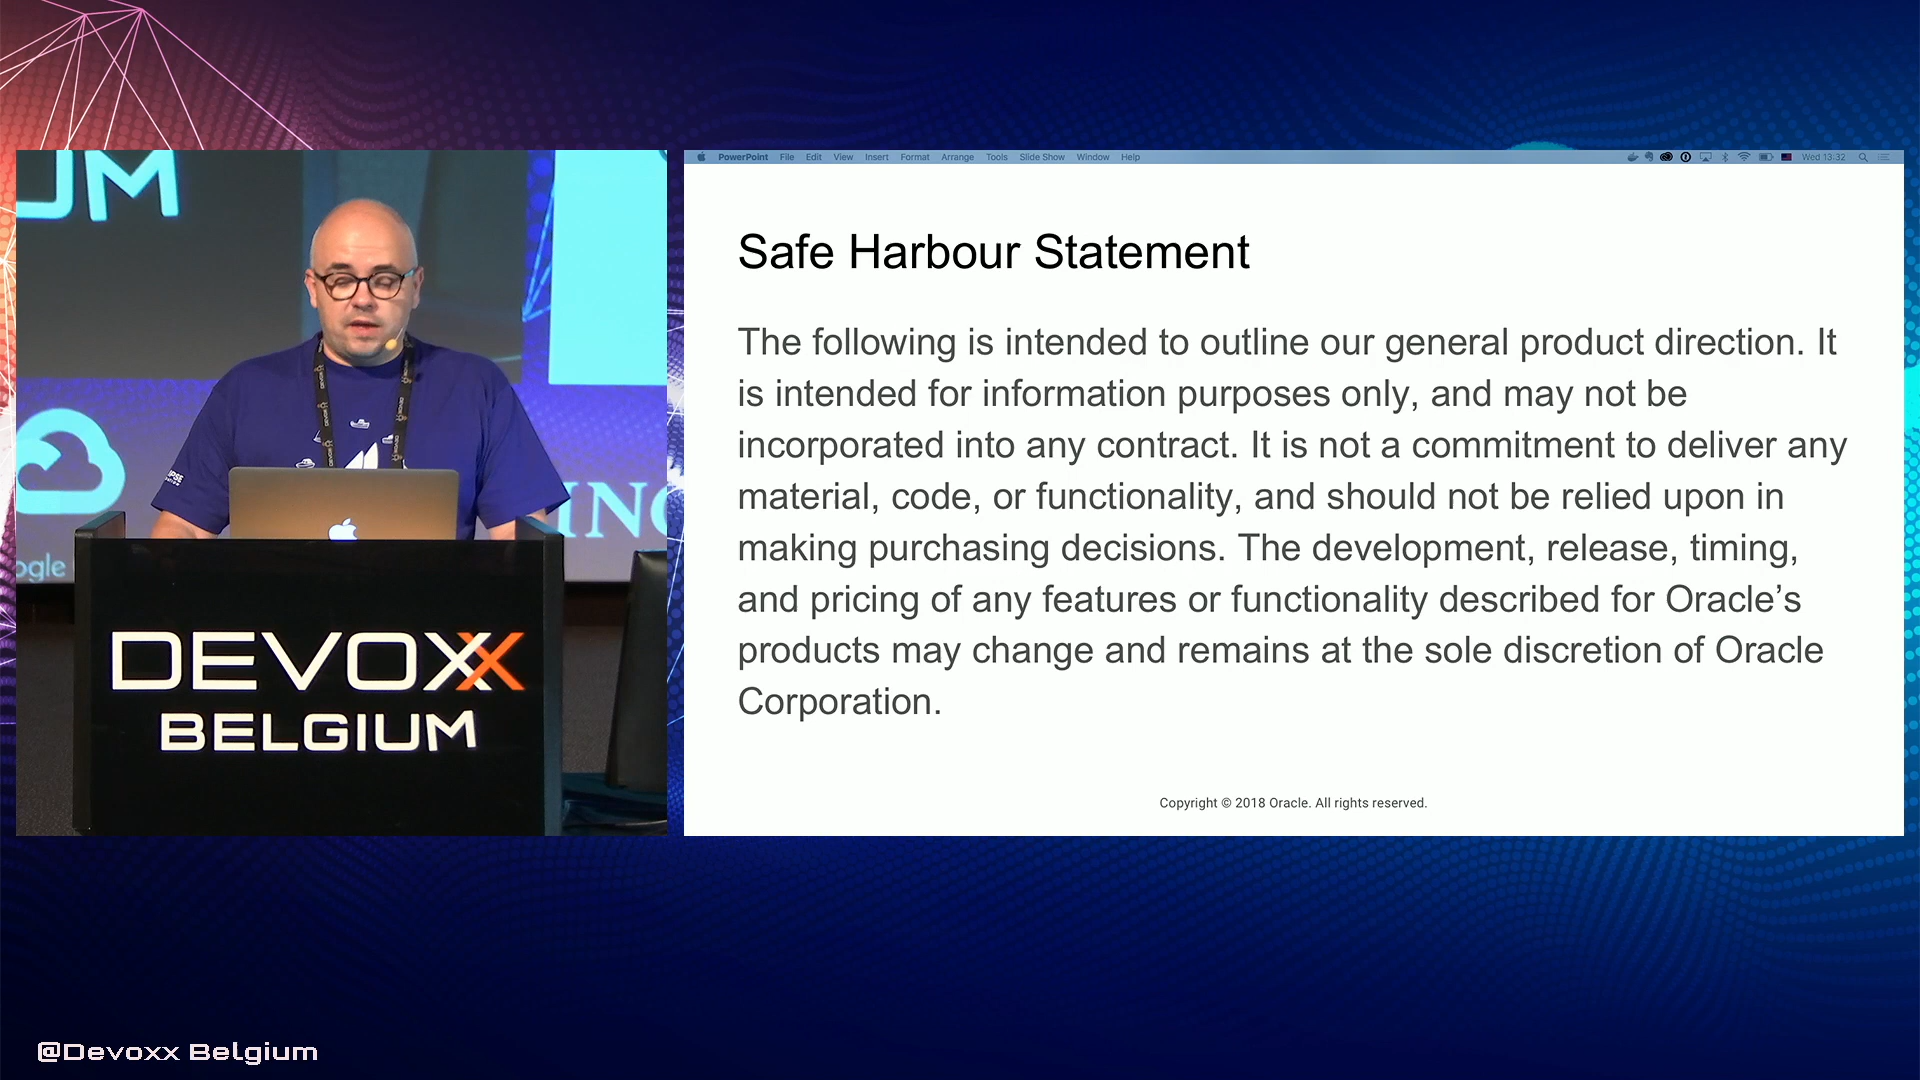 UM
DEVOXX
DEVOXX
ogle
ING
DEVOXX
BELGIUM
PowerPoint File Edit View Insert Format Arrange Tools Slide Show Window Help
Wed 13:32
Safe Harbour Statement
The following is intended to outline our general product direction. It
is intended for information purposes only, and may not be
incorporated into any contract. It is not a commitment to deliver any
material, code, or functionality, and should not be relied upon in
making purchasing decisions. The development, release, timing,
and pricing of any features or functionality described for Oracle’s
products may change and remains at the sole discretion of Oracle
Corporation.
Copyright © 2018 Oracle. All rights reserved.
@Devoxx Belgium